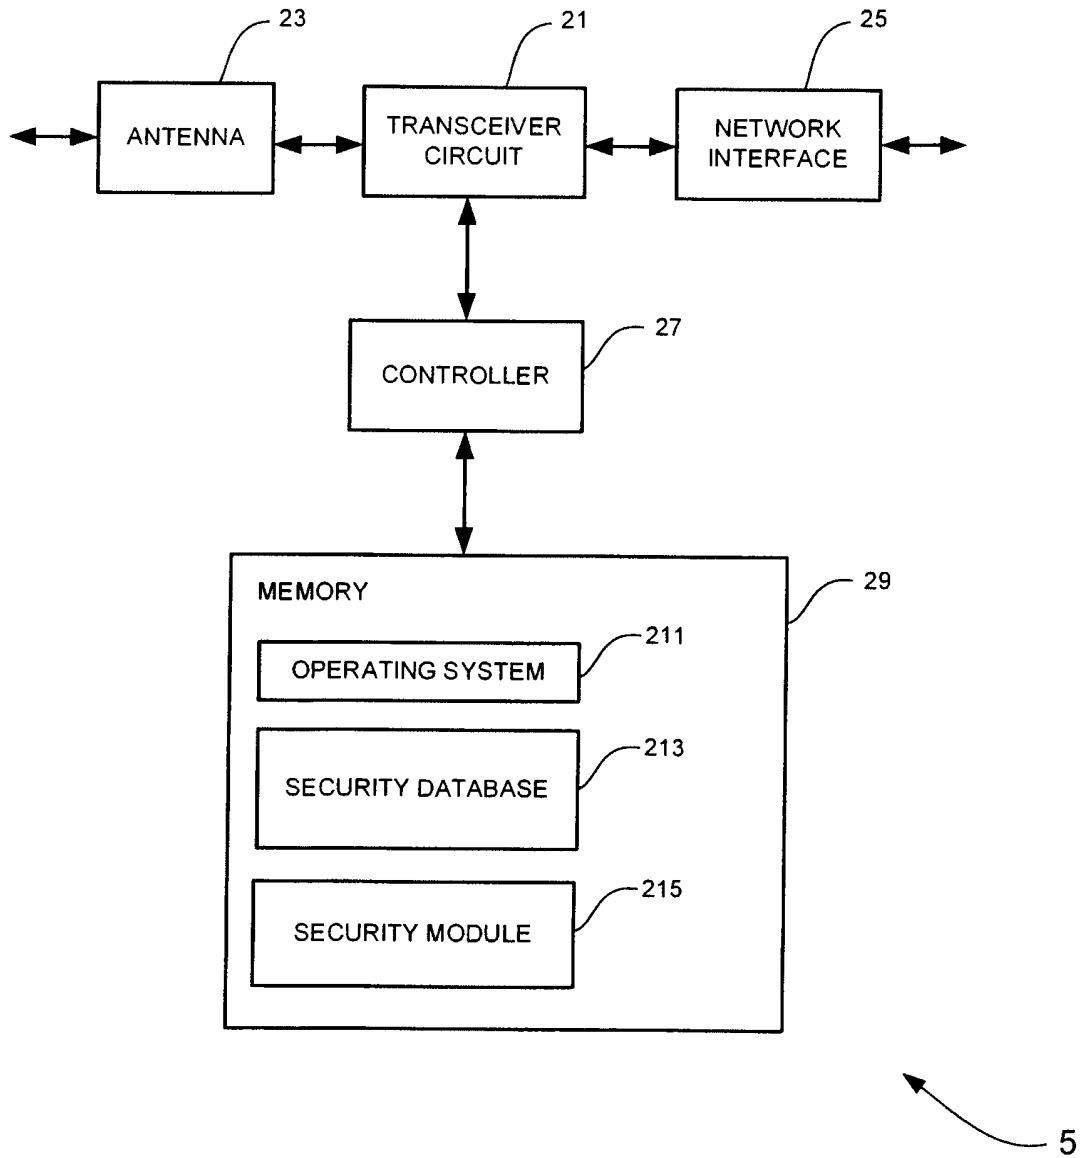 23
21
25
ANTENNA
TRANSCEIVER
CIRCUIT
NETWORK
INTERFACE
27
CONTROLLER
29
MEMORY
211
OPERATING SYSTEM
213
SECURITY DATABASE
215
SECURITY MODULE
5